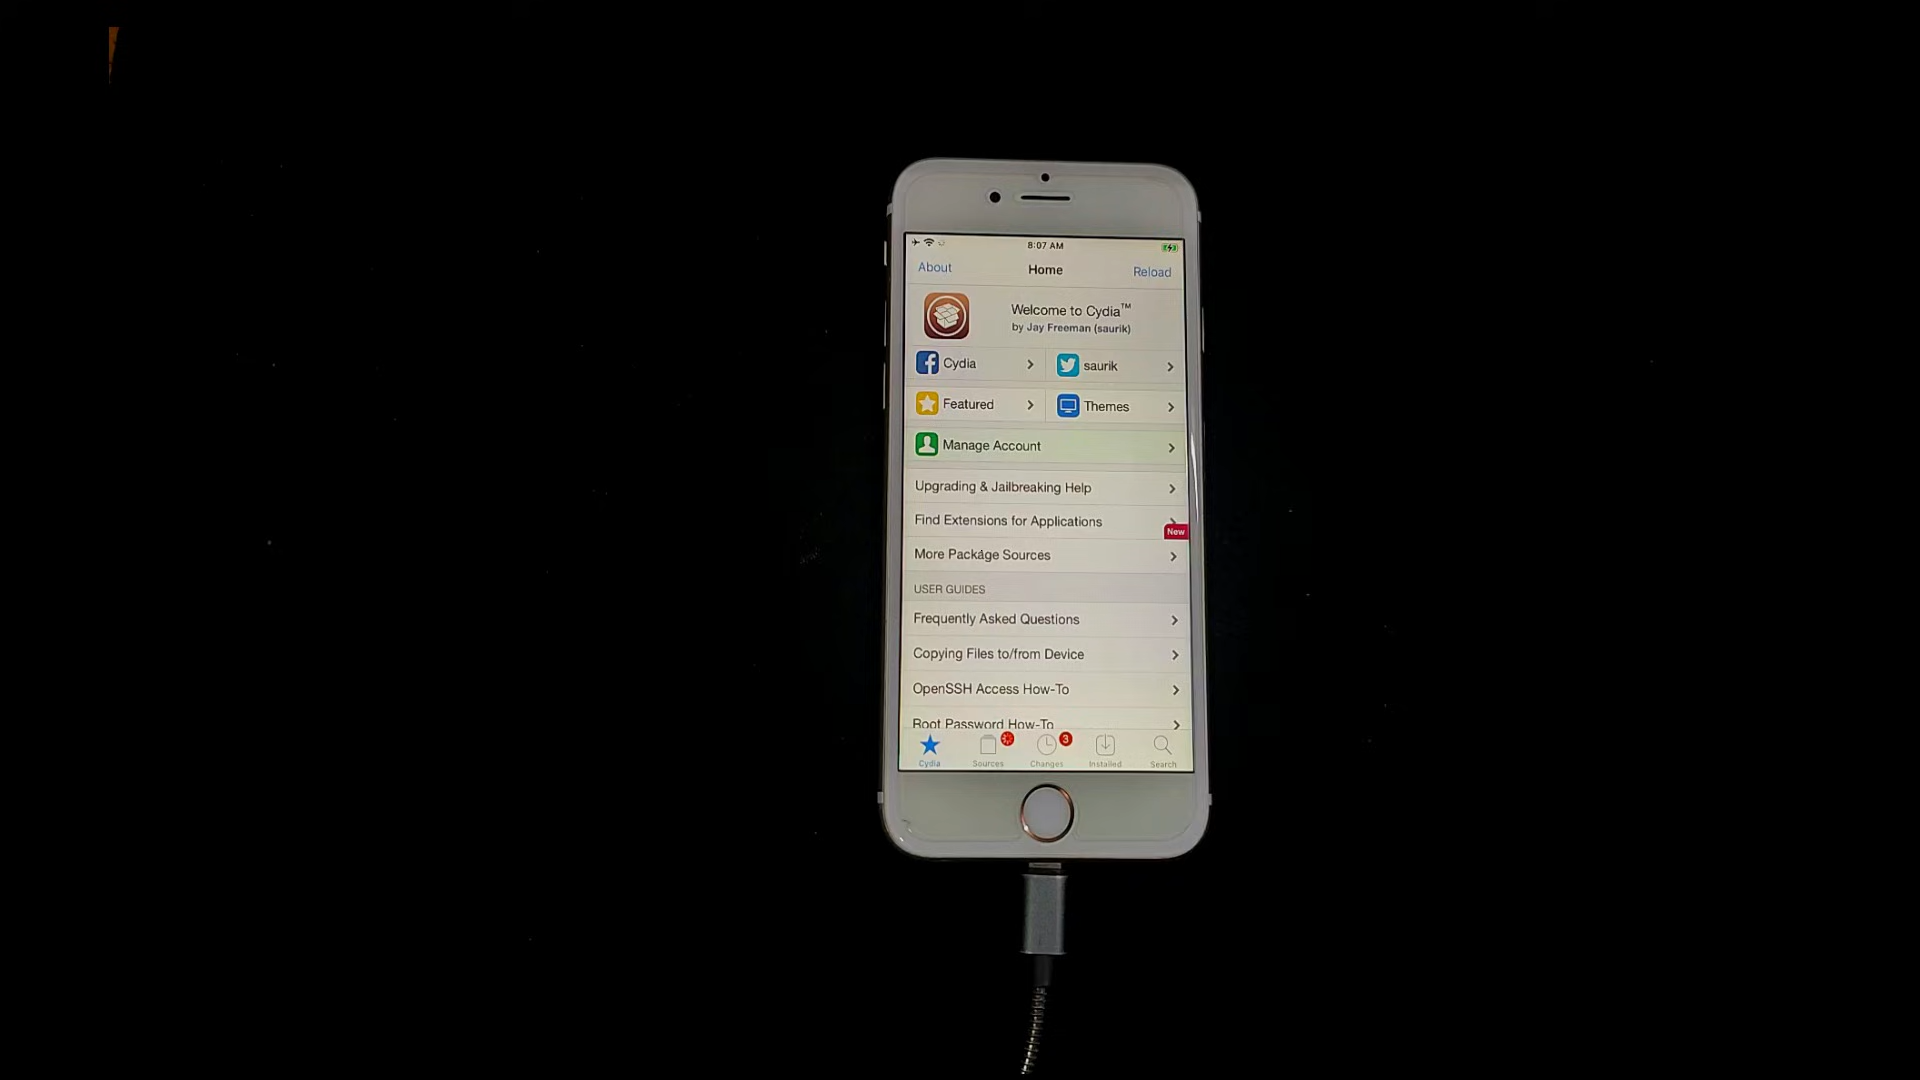 8:07 AM
About Home Reload
Welcome to Cydia™
by Jay Freeman (saurik)
Cydia saurik
Featured Themes
Manage Account
Upgrading & Jailbreaking Help
Find Extensions for Applications
New
More Package Sources
USER GUIDES
Frequently Asked Questions
Copying Files to/from Device
OpenSSH Access How-To
Root Password How-To
3
Cydia Sources Changes Installed Search